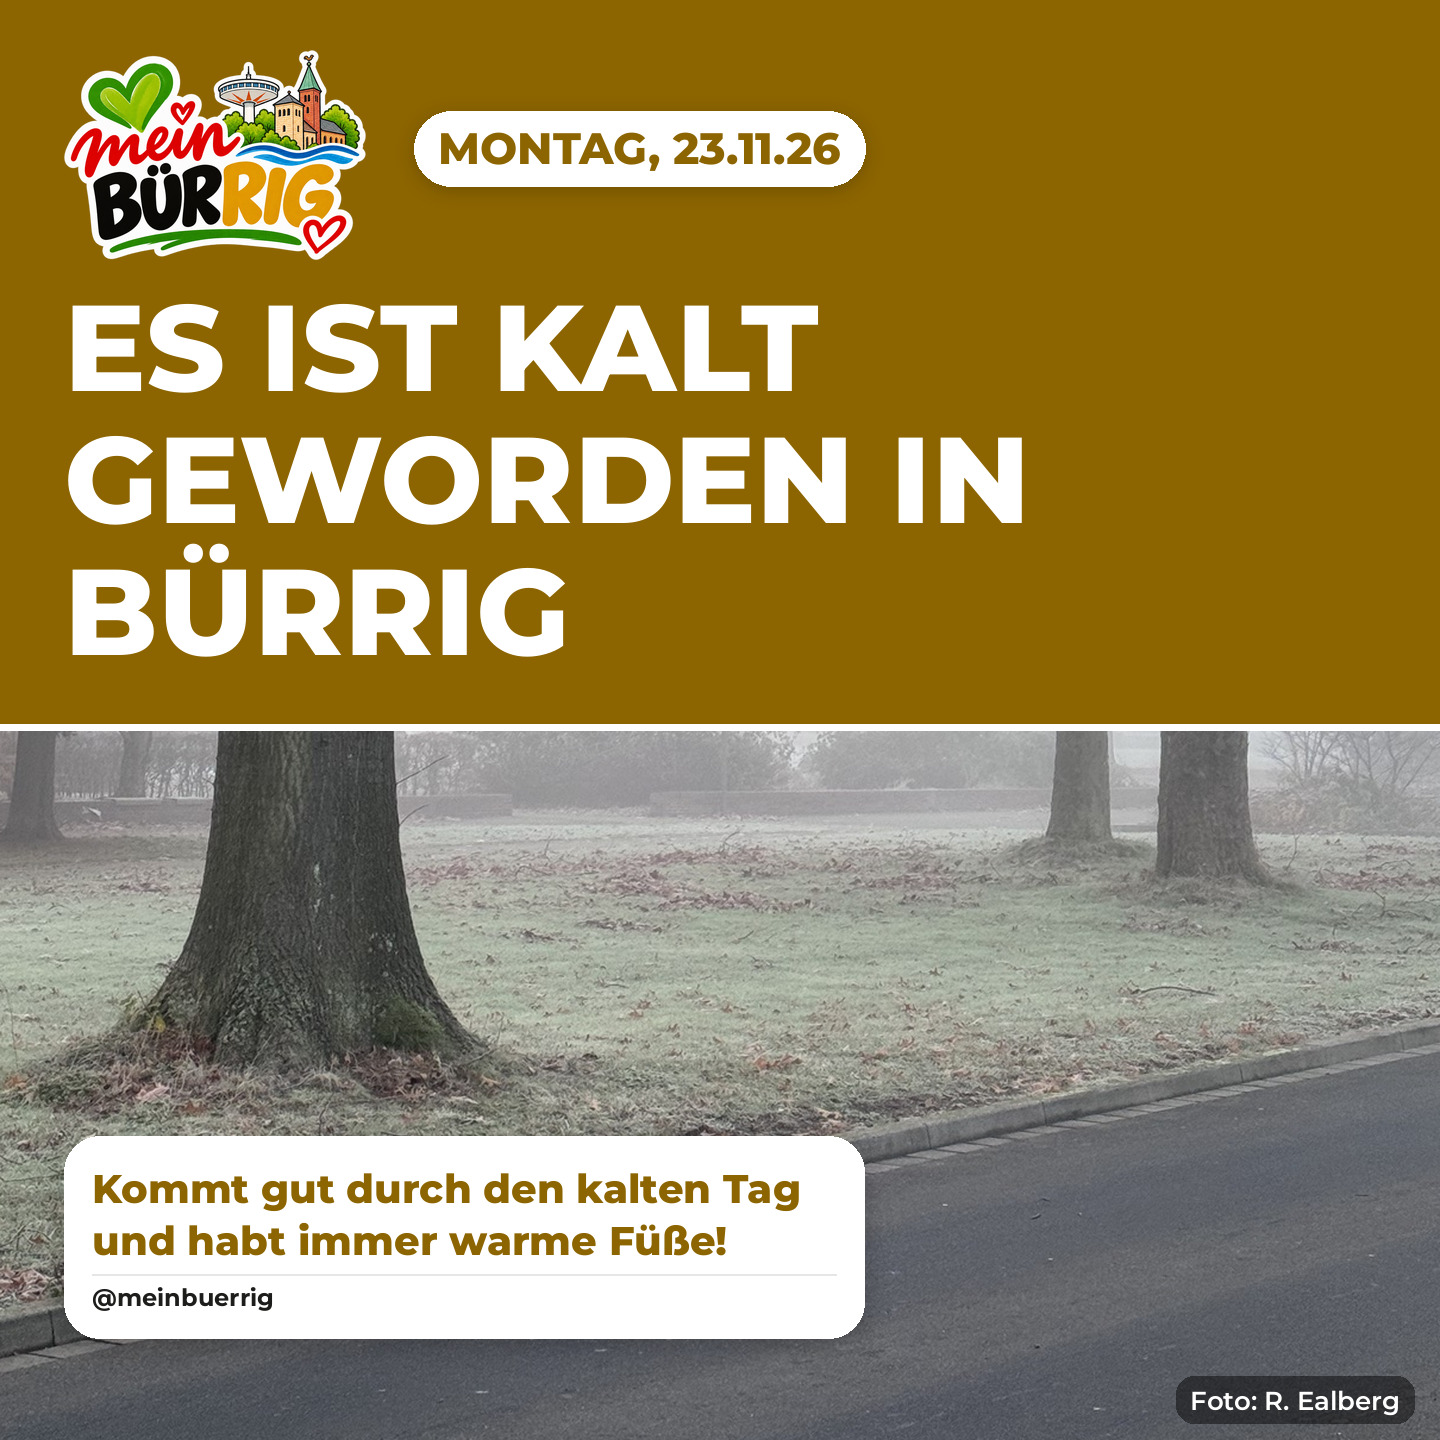 mein
BÜRRIG
MONTAG, 23.11.26
ES IST KALT
GEWORDEN IN
BÜRRIG
Kommt gut durch den kalten Tag
und habt immer warme Füße!
@meinbuerrig
Foto: R. Ealberg